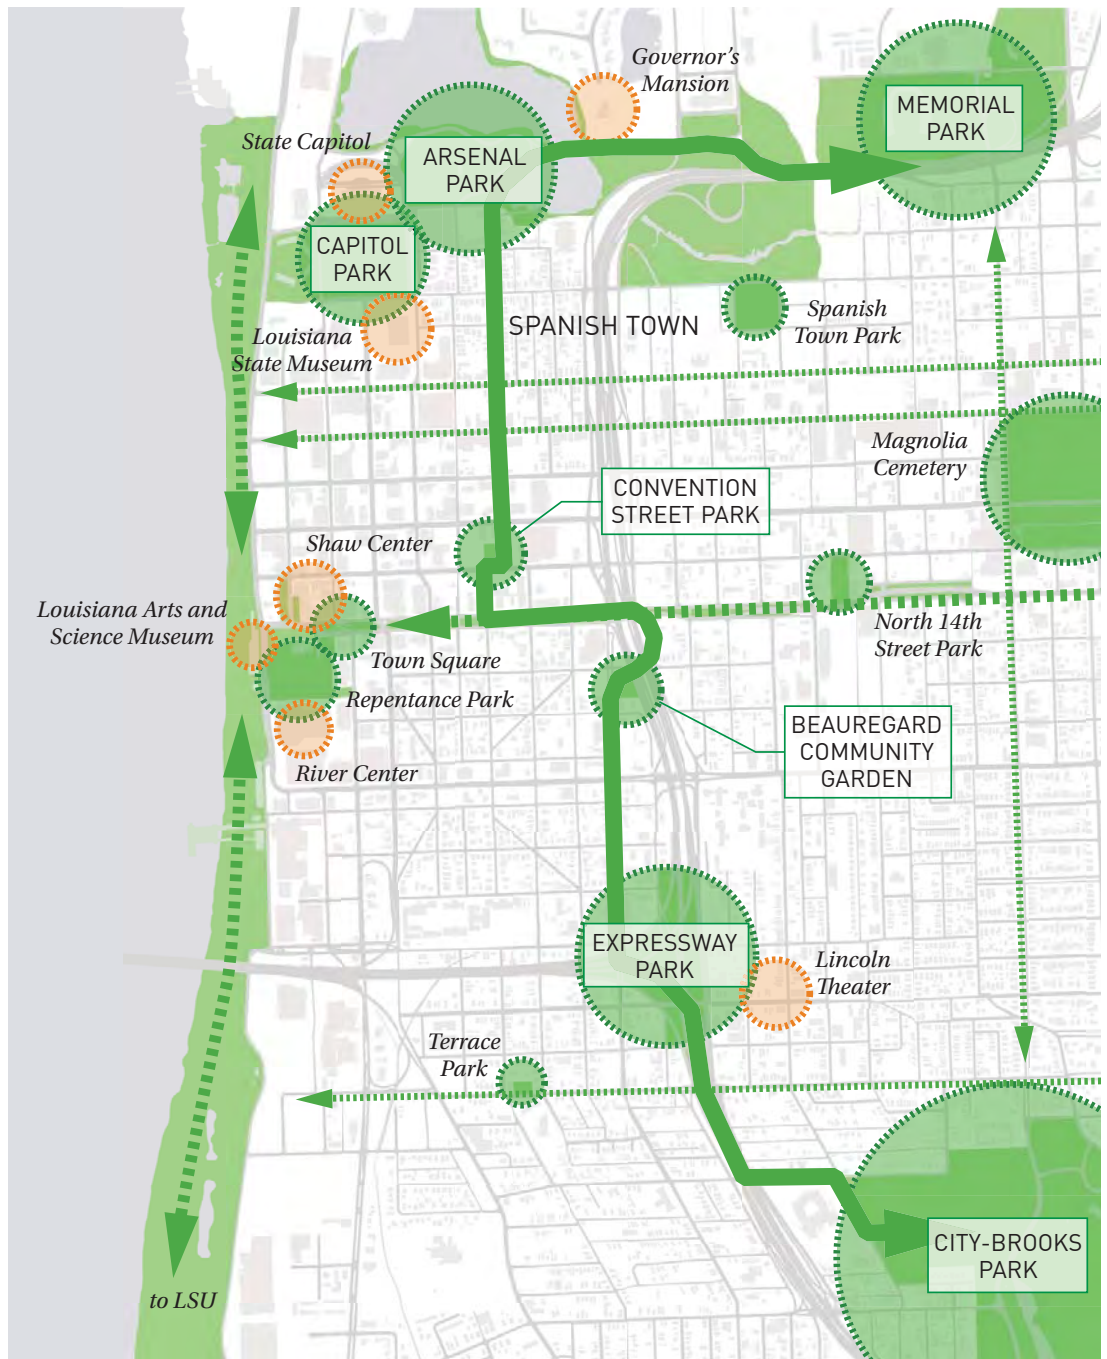 Governor's
Mansion
MEMORIAL
PARK
State Capitol
ARSENAL
PARK
CAPITOL
PARK
Louisiana
State Museum
SPANISH TOWN
Spanish
Town Park
Magnolia
Cemetery
CONVENTION
STREET PARK
Shaw Center
Louisiana Arts and
Science Museum
Town Square
North 14th
Street Park
Repentance Park
River Center
BEAUREGARD
COMMUNITY
GARDEN
EXPRESSWAY
PARK
Lincoln
Theater
Terrace
Park
CITY-BROOKS
PARK
to LSU